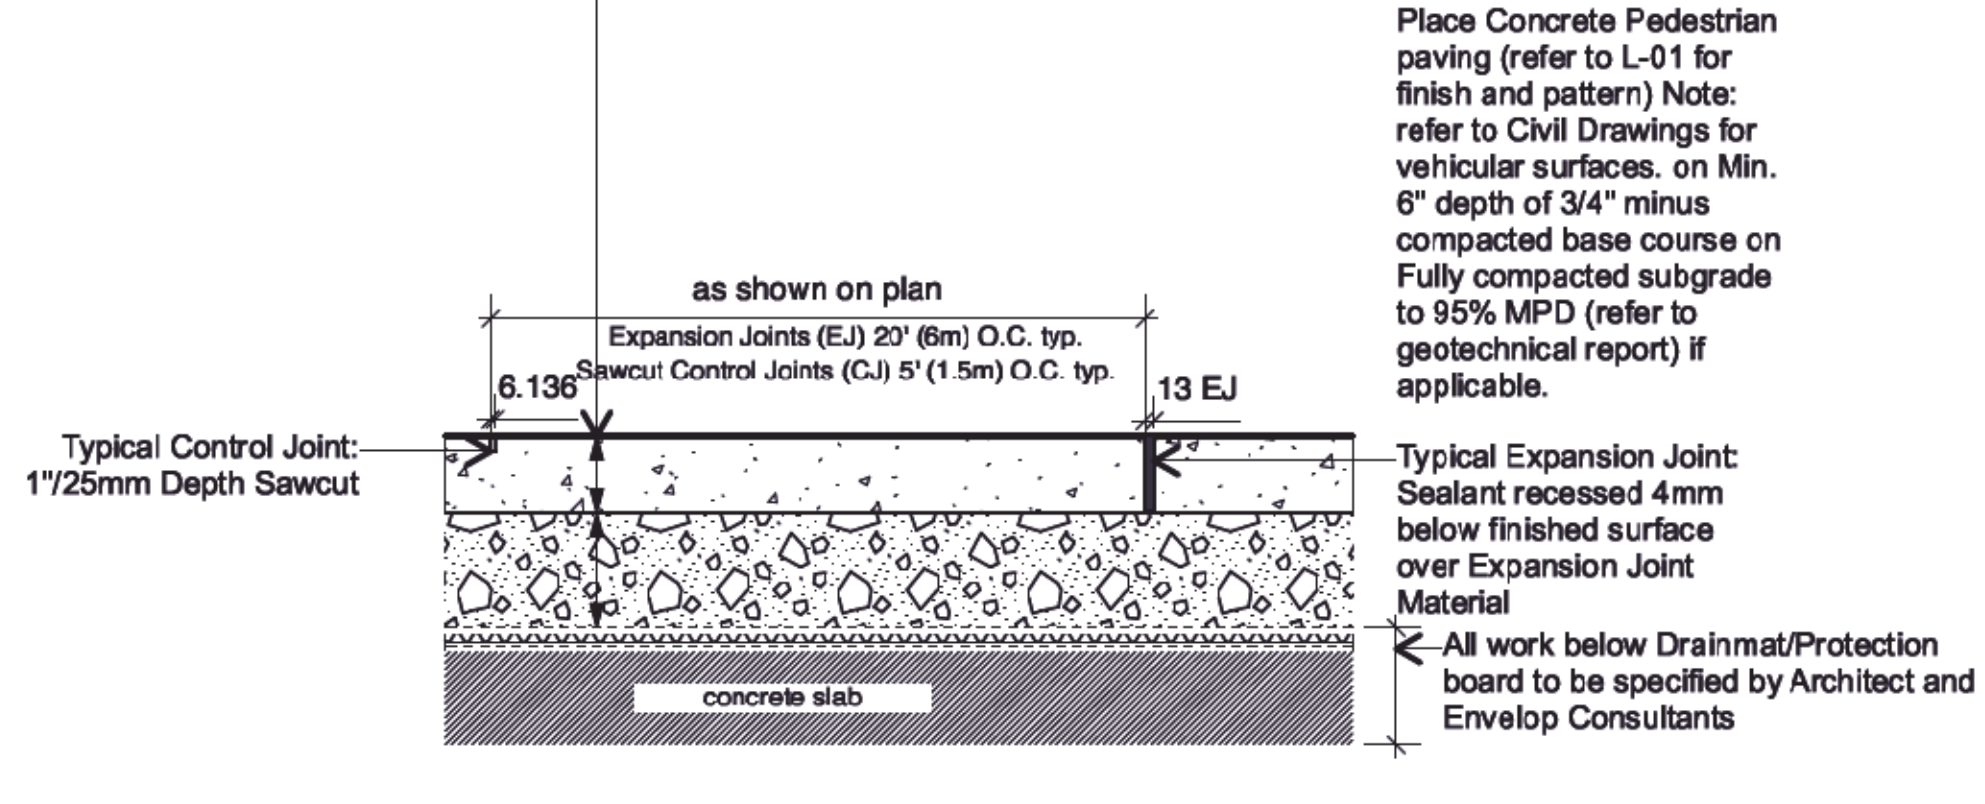 Place Concrete Pedestrian
paving (refer to L-01 for
finish and pattern) Note:
refer to Civil Drawings for
vehicular surfaces. on Min.
6" depth of 3/4" minus
compacted base course on
Fully compacted subgrade
to 95% MPD (refer to
geotechnical report) if
applicable.
as shown on plan
Expansion Joints (EJ) 20' (6m) O.C. typ.
Sawcut Control Joints (CJ) 5' (1.5m) O.C. typ.
6.136
13 EJ
Typical Control Joint:
1"/25mm Depth Sawcut
Typical Expansion Joint:
Sealant recessed 4mm
below finished surface
over Expansion Joint
Material
All work below Drainmat/Protection
board to be specified by Architect and
Envelop Consultants
concrete slab